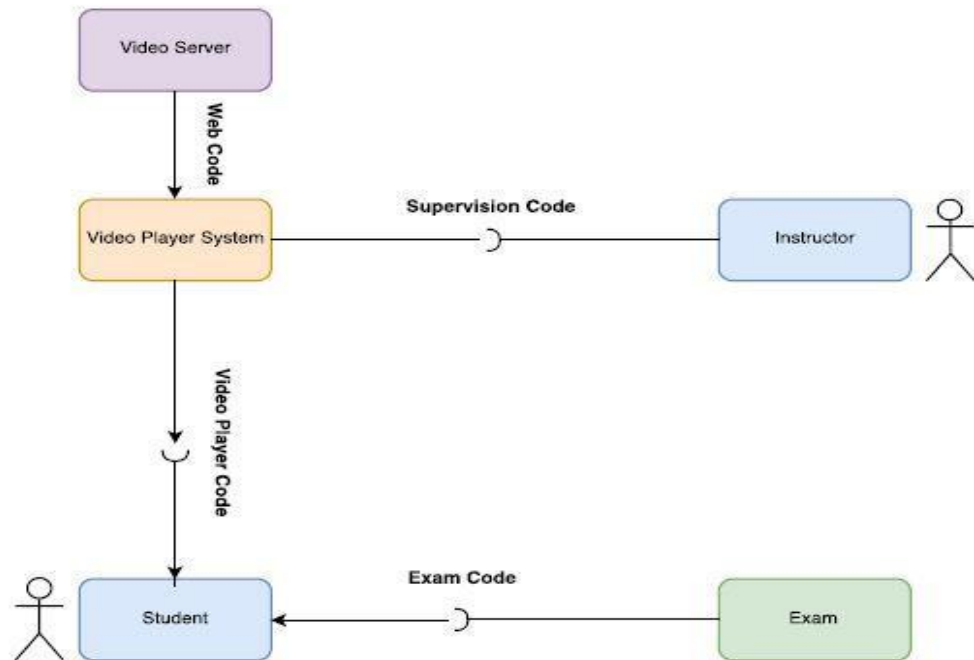 Video Server
Web Code
Video Player System
Supervision Code
Instructor
Video Player Code
Student
Exam Code
Exam